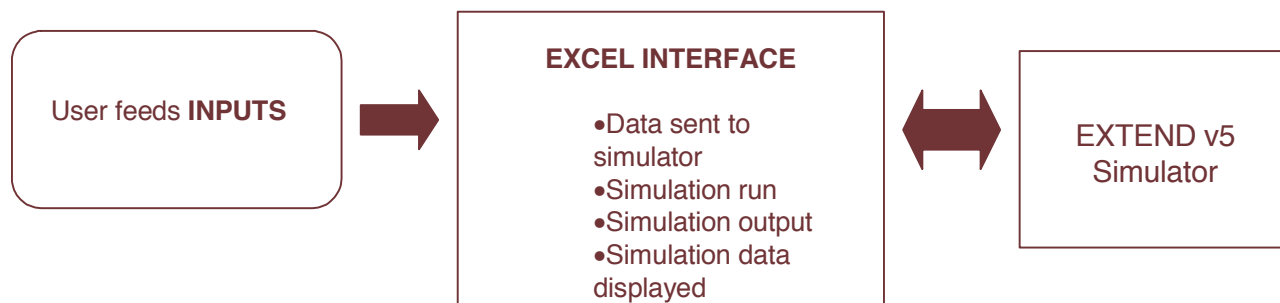 User feeds INPUTS
EXCEL INTERFACE
•Data sent to
simulator
•Simulation run
•Simulation output
•Simulation data
displayed
EXTEND v5
Simulator